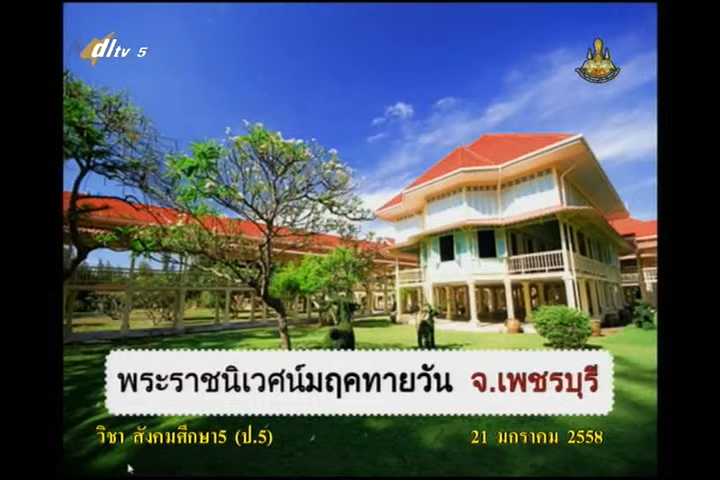 dltv 5
พระราชนิเวศน์มฤคทายวัน จ.เพชรบุรี
วิชา สังคมศึกษา5 (ป.5)
21 มกราคม 2558